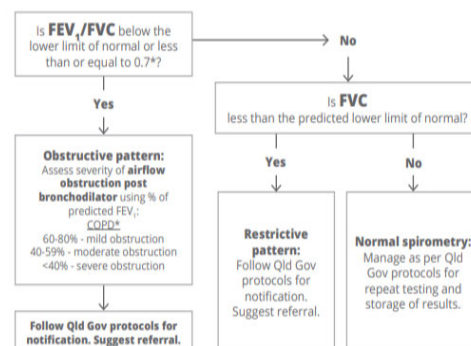 Is FEV₁/FVC below the
lower limit of normal or less
than or equal to 0.7*?
No
Yes
Is FVC
less than the predicted lower limit of normal?
Obstructive pattern:
Assess severity of airflow
obstruction post
bronchodilator using % of
predicted FEV₁:
COPD*
60-80% - mild obstruction
40-59% - moderate obstruction
<40% - severe obstruction
Yes
No
Restrictive
pattern:
Follow Qld Gov
protocols for
notification.
Suggest referral.
Normal spirometry:
Manage as per Qld
Gov protocols for
repeat testing and
storage of results.
Follow Qld Gov protocols for
notification. Suggest referral.